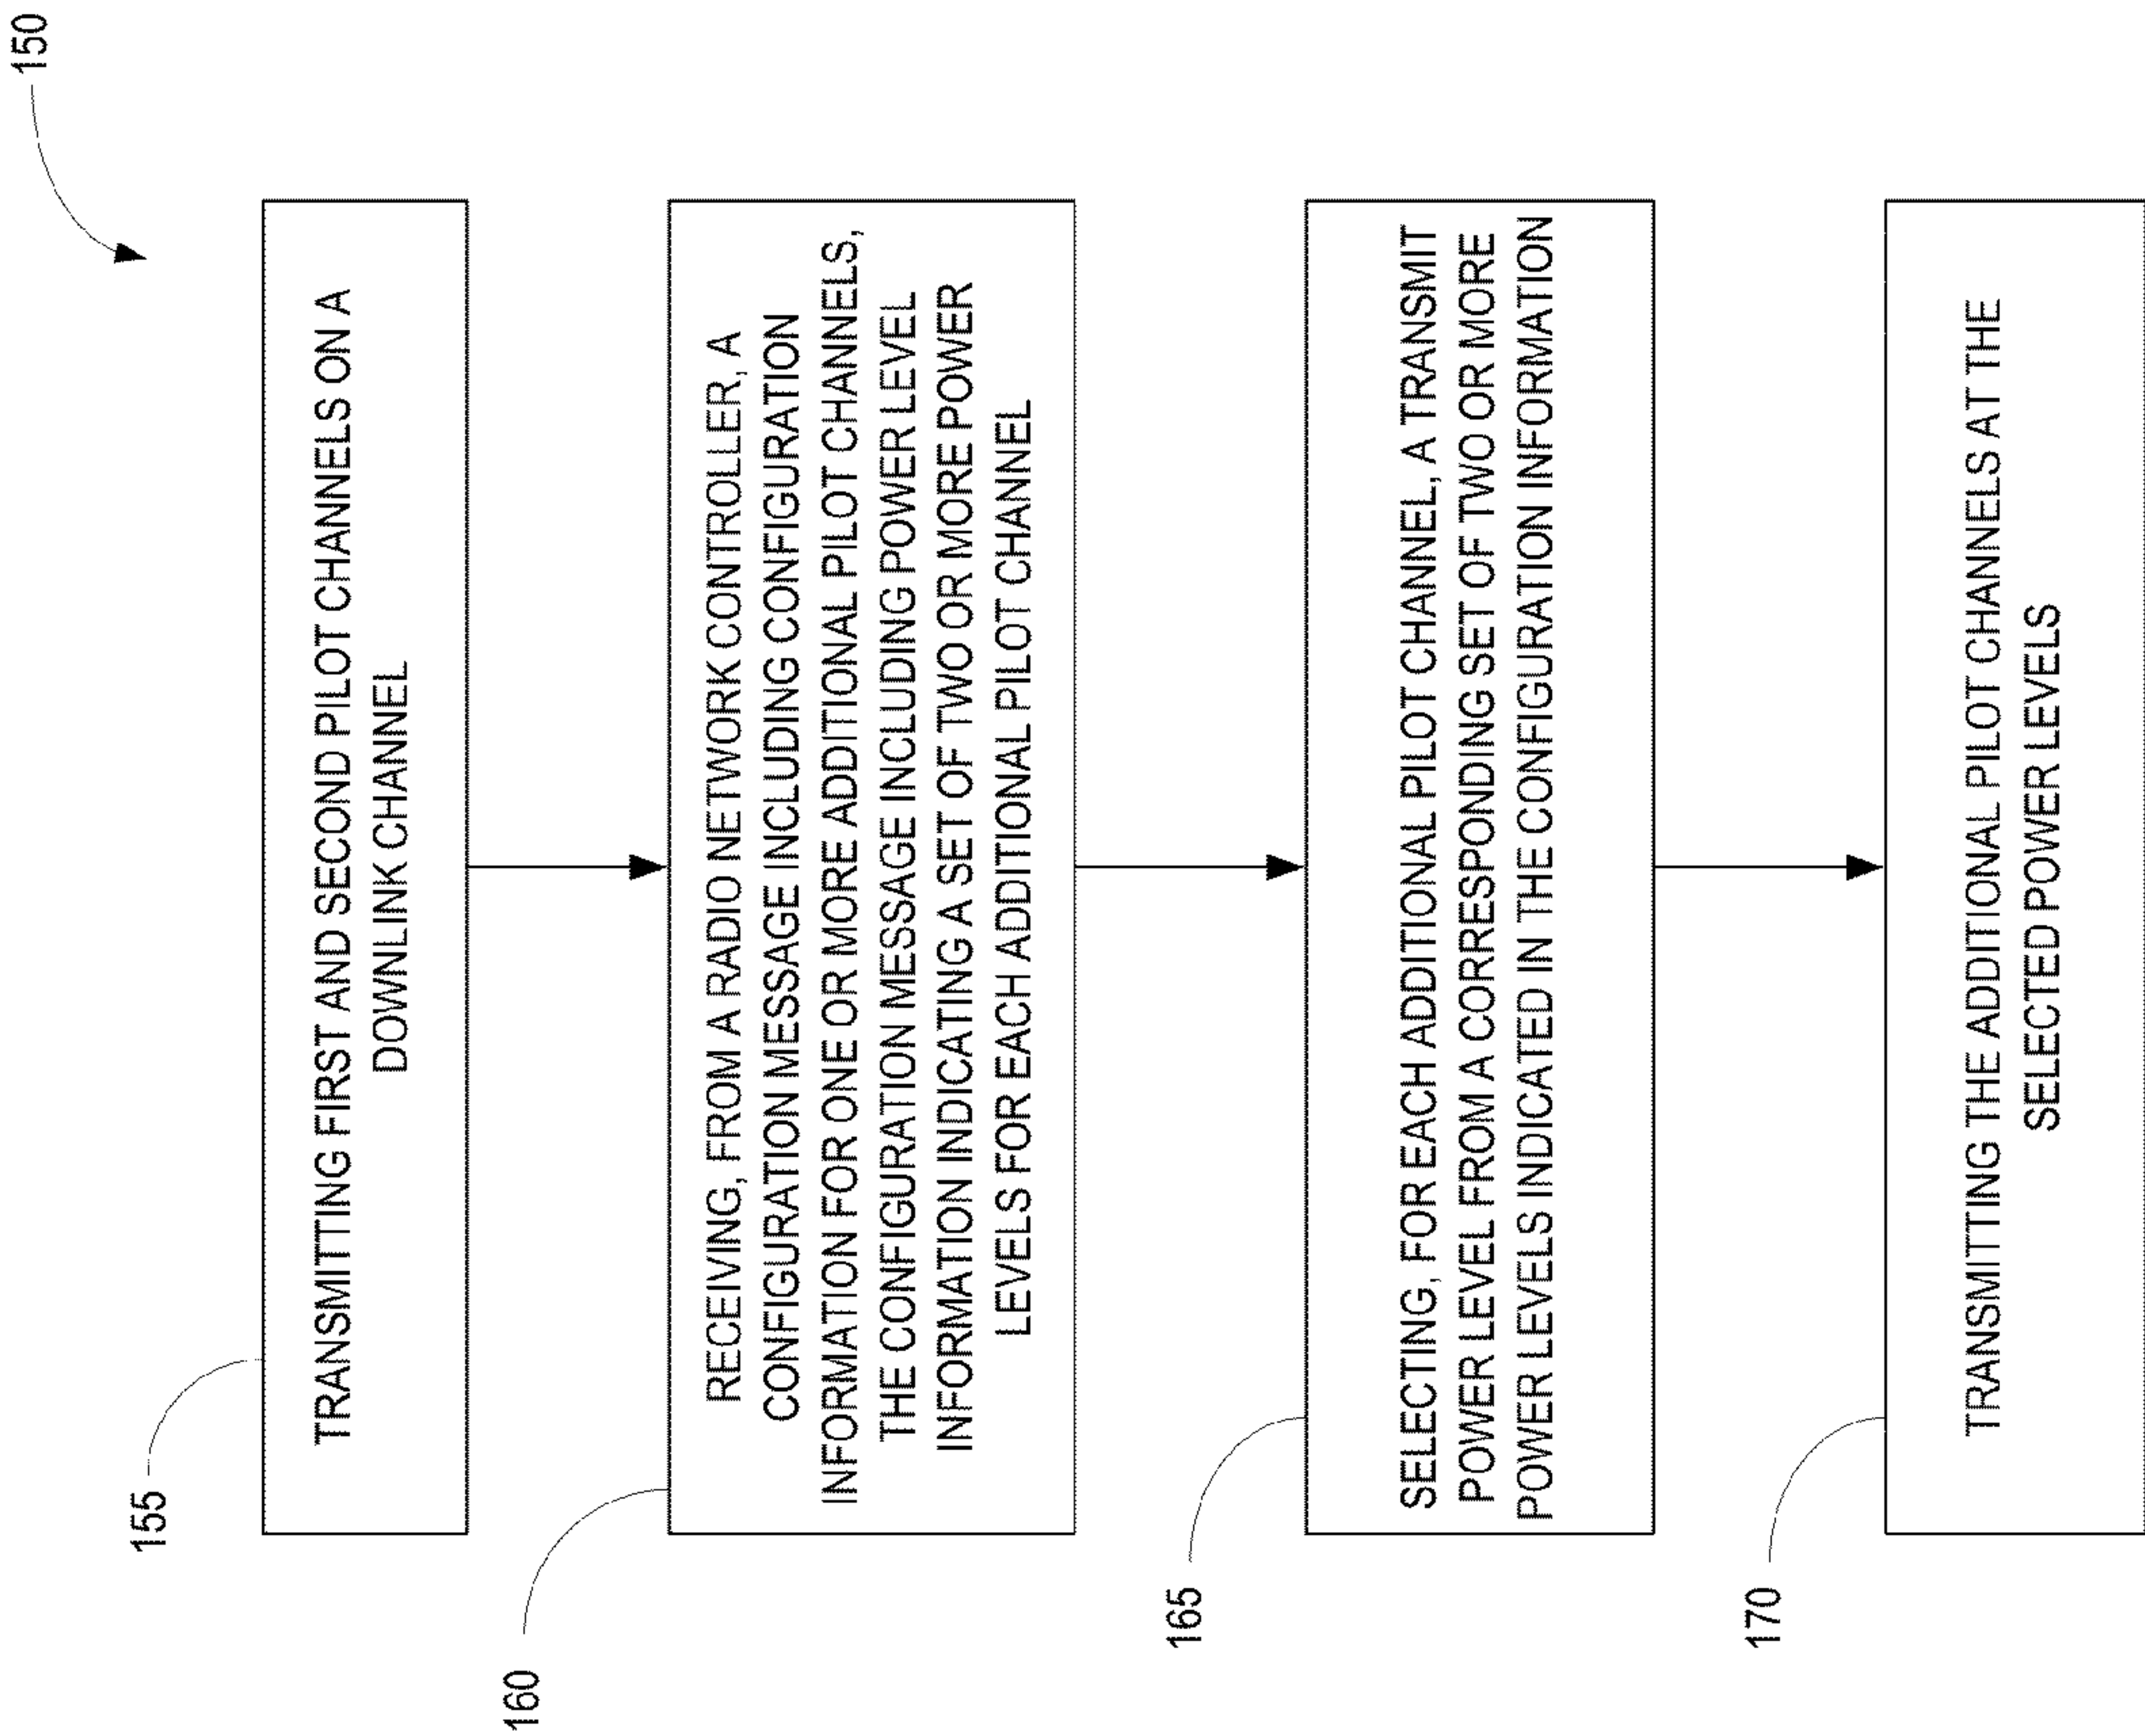 150
155
TRANSMITTING FIRST AND SECOND PILOT CHANNELS ON A
DOWNLINK CHANNEL
160
RECEIVING, FROM A RADIO NETWORK CONTROLLER, A
CONFIGURATION MESSAGE INCLUDING CONFIGURATION
INFORMATION FOR ONE OR MORE ADDITIONAL PILOT CHANNELS,
THE CONFIGURATION MESSAGE INCLUDING POWER LEVEL
INFORMATION INDICATING A SET OF TWO OR MORE POWER
LEVELS FOR EACH ADDITIONAL PILOT CHANNEL
165
SELECTING, FOR EACH ADDITIONAL PILOT CHANNEL, A TRANSMIT
POWER LEVEL FROM A CORRESPONDING SET OF TWO OR MORE
POWER LEVELS INDICATED IN THE CONFIGURATION INFORMATION
170
TRANSMITTING THE ADDITIONAL PILOT CHANNELS AT THE
SELECTED POWER LEVELS